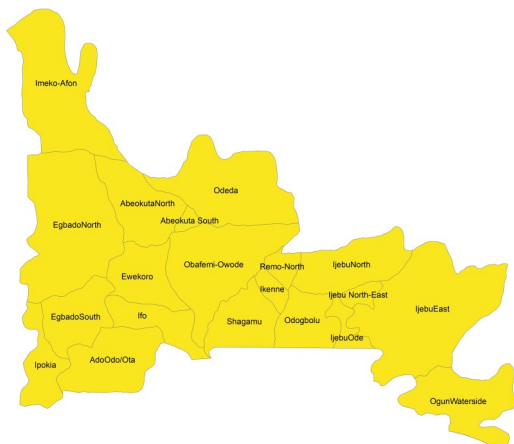 Imeko-Afon
Odeda
AbeokutaNorth
Abeokuta South
EgbadoNorth
Obafemi-Owode
Remo-North
IjebuNorth
Ewekoro
Ikenne
Ijebu North-East
IjebuEast
EgbadoSouth
Ifo
Shagamu
Odogbolu
IjebuOde
Ipokia
AdoOdo/Ota
OgunWaterside